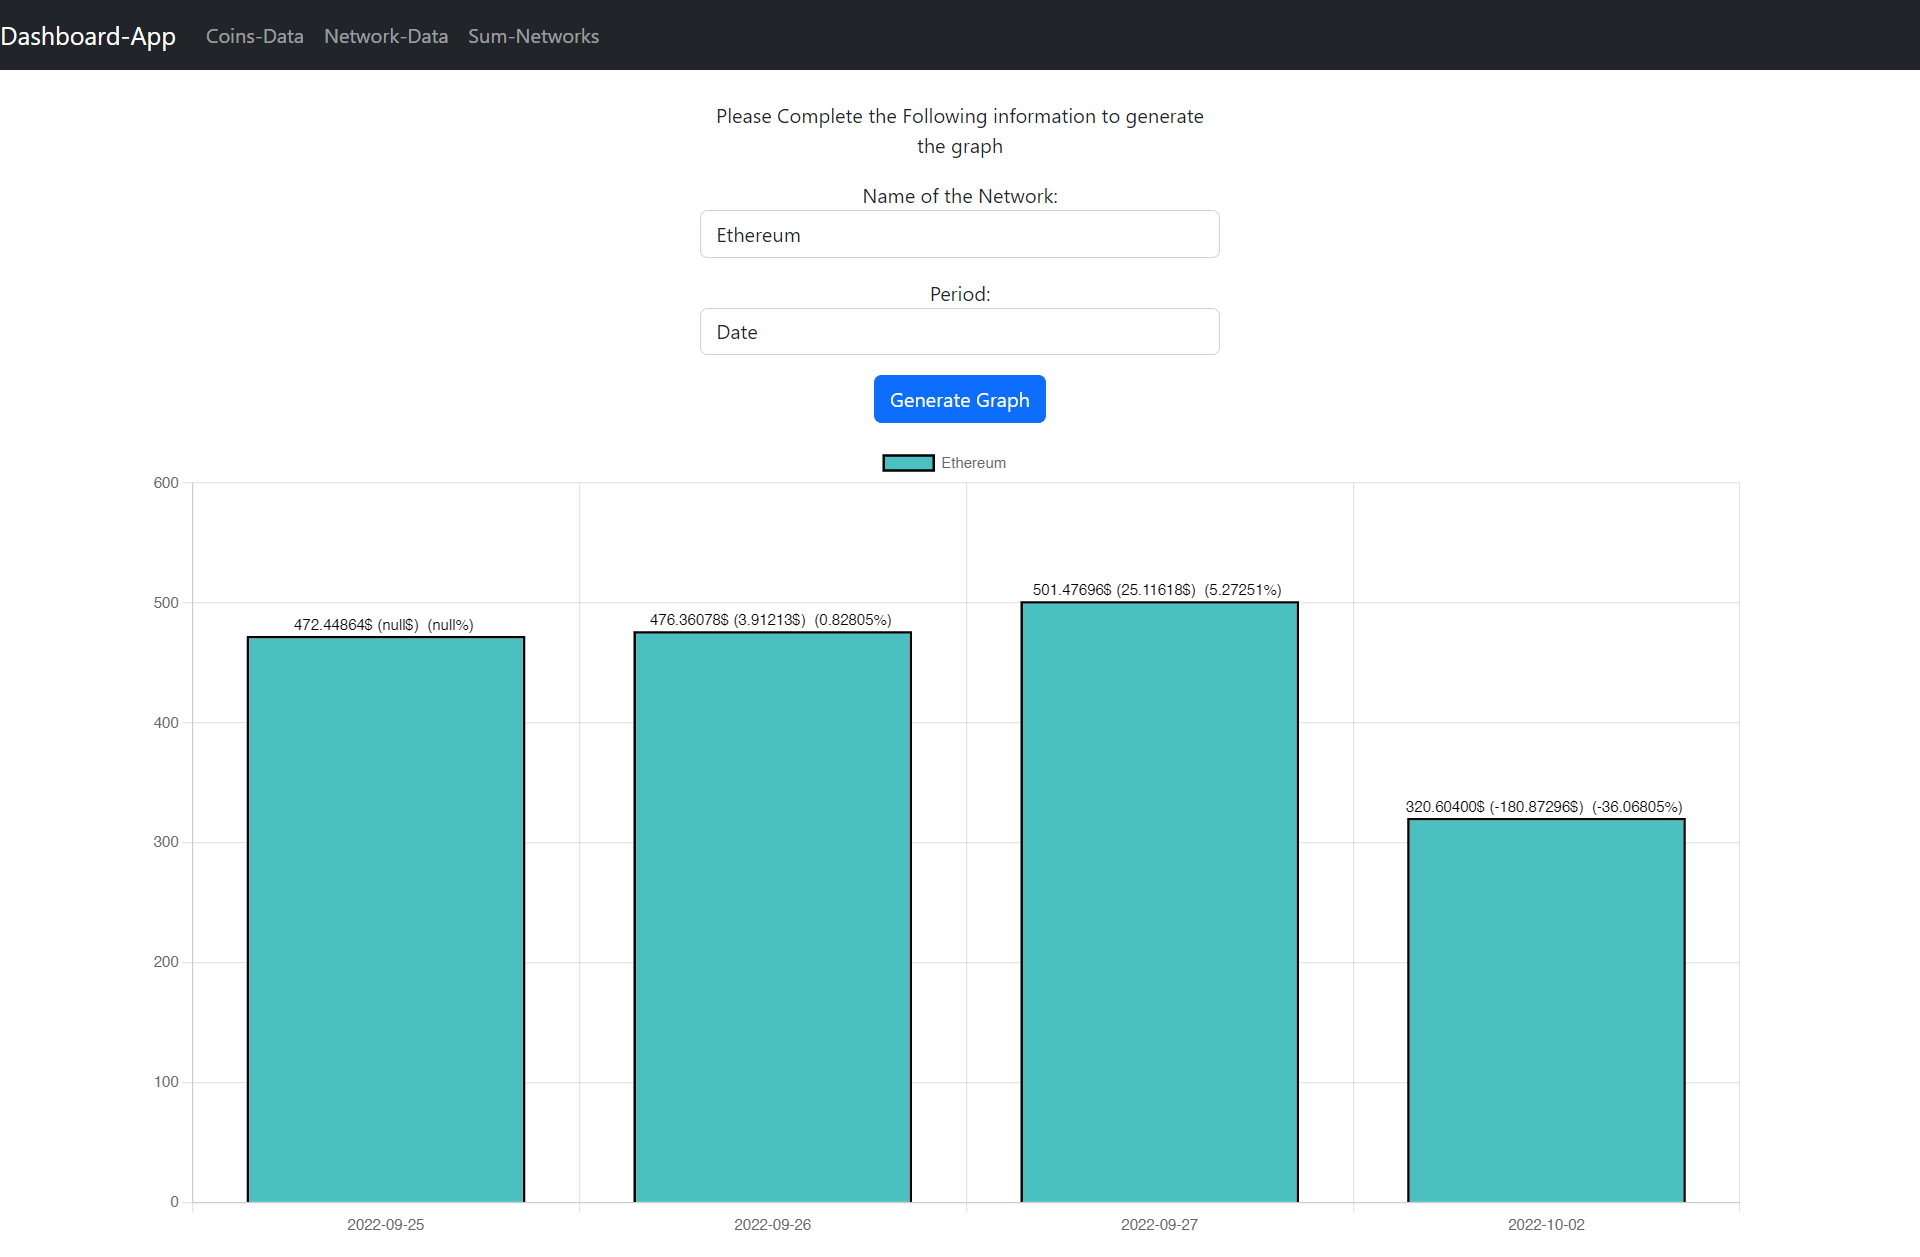 Dashboard-App Coins-Data Network-Data Sum-Networks
Please Complete the Following information to generate
the graph
Name of the Network:
Ethereum
Period:
Date
Generate Graph
Ethereum
600
500
400
300
200
100
0
472.44864$ (null$) (null%)
476.36078$ (3.91213$) (0.82805%)
501.47696$ (25.11618$) (5.27251%)
320.60400$ (-180.87296$) (-36.06805%)
2022-09-25 2022-09-26 2022-09-27 2022-10-02